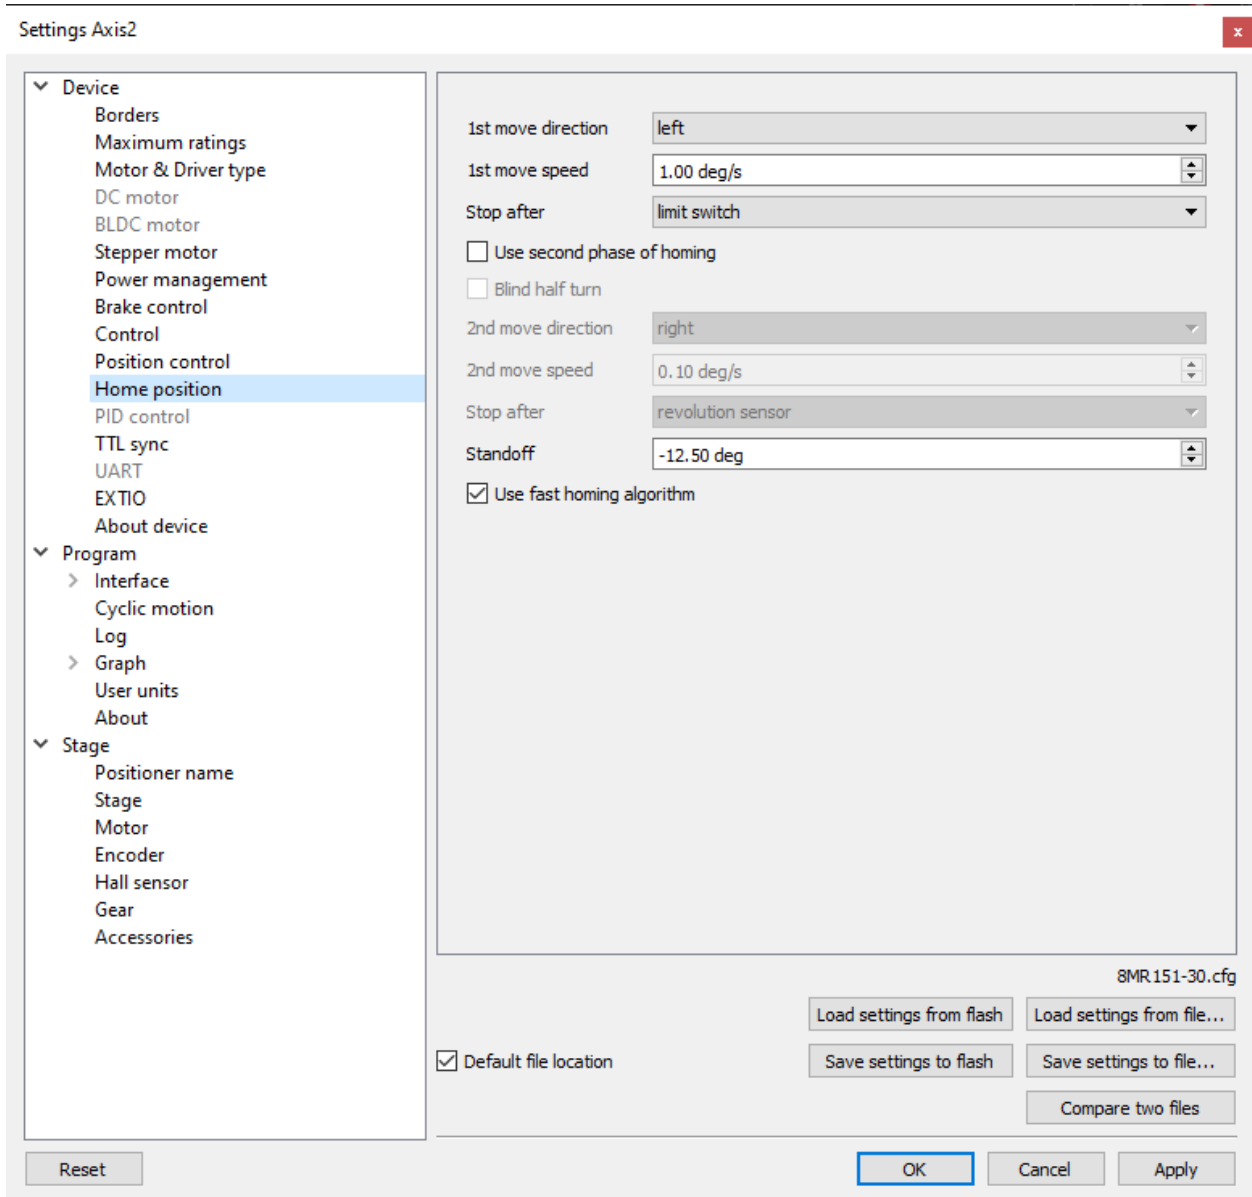 Settings Axis2
x
Device
Borders
Maximum ratings
Motor & Driver type
DC motor
BLDC motor
Stepper motor
Power management
Brake control
Control
Position control
Home position
PID control
TTL sync
UART
EXTIO
About device
Program
Interface
Cyclic motion
Log
Graph
User units
About
Stage
Positioner name
Stage
Motor
Encoder
Hall sensor
Gear
Accessories
1st move direction left
1st move speed 1.00 deg/s
Stop after limit switch
Use second phase of homing
Blind half turn
2nd move direction right
2nd move speed 0.10 deg/s
Stop after revolution sensor
Standoff -12.50 deg
Use fast homing algorithm
8MR151-30.cfg
Load settings from flash Load settings from file...
Default file location Save settings to flash Save settings to file...
Compare two files
Reset OK Cancel Apply